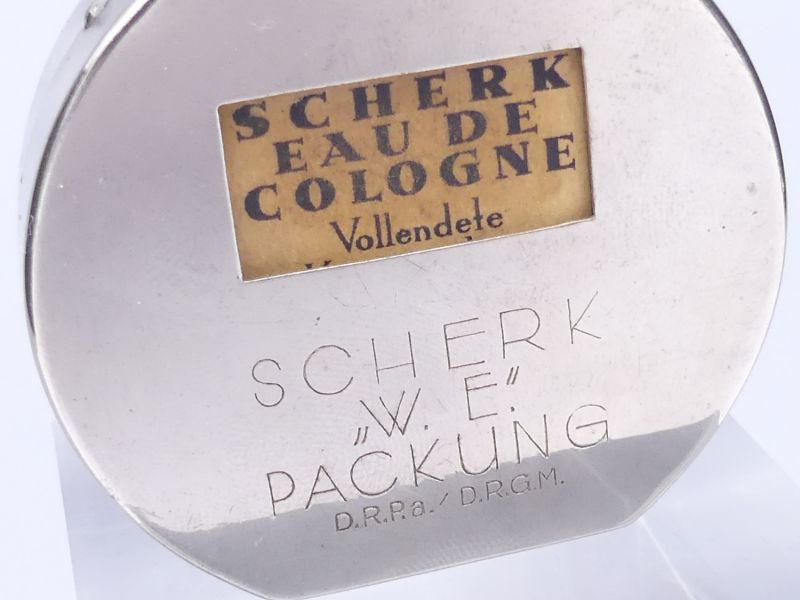 SCHERK
EAU DE
COLOGNE
Vollendete
SCHERK
„W. E.”
PACKUNG
D.R.P.a./D.R.G.M.